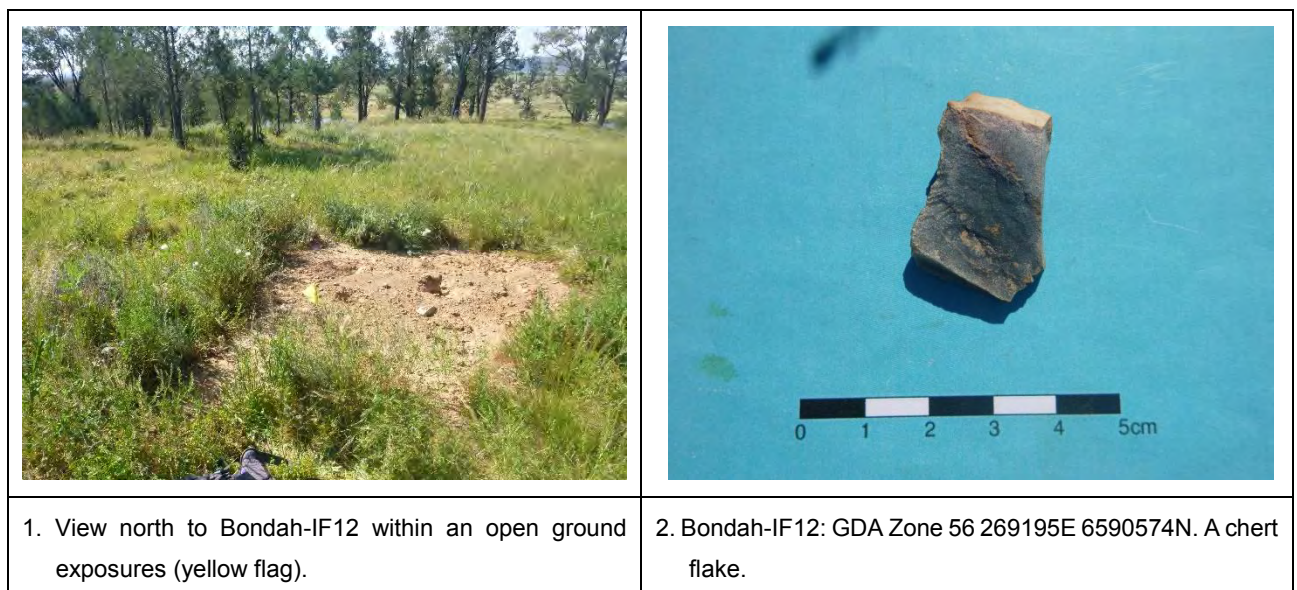 0 1 2 3 4 5cm
1. View north to Bondah-IF12 within an open ground
exposures (yellow flag).
2. Bondah-IF12: GDA Zone 56 269195E 6590574N. A chert
flake.